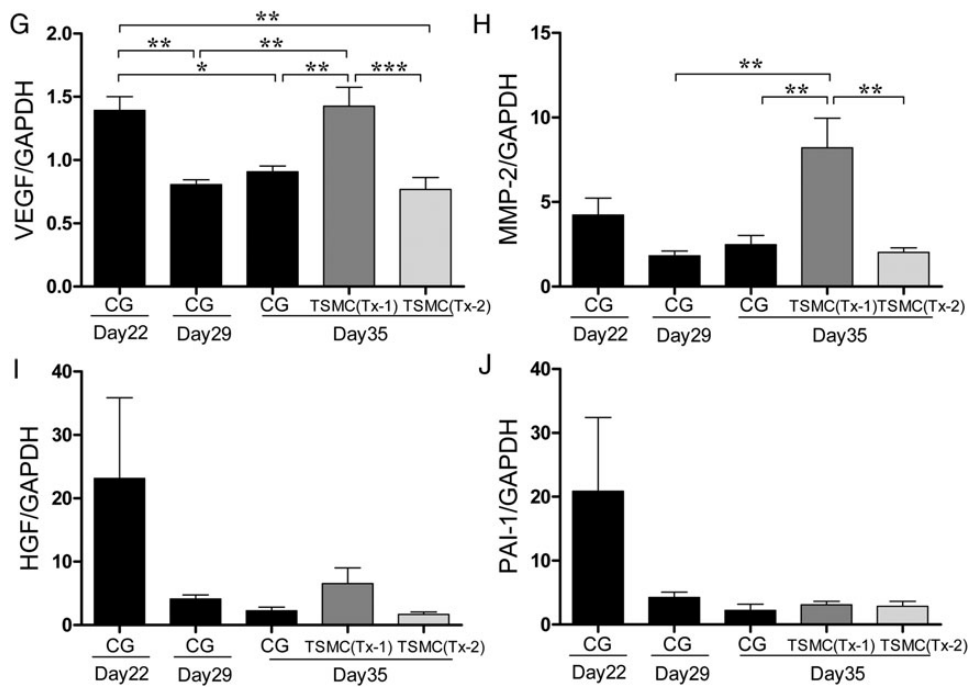 G
VEGF/GAPDH
2.0
1.5
1.0
0.5
0.0
**
** **
* ** ***
CG CG CG TSMC(Tx-1) TSMC(Tx-2)
Day22 Day29 Day35
H
MMP-2/GAPDH
15
10
5
0
**
** **
CG CG CG TSMC(Tx-1) TSMC(Tx-2)
Day22 Day29 Day35
I
HGF/GAPDH
40
30
20
10
0
CG CG CG TSMC(Tx-1) TSMC(Tx-2)
Day22 Day29 Day35
J
PAI-1/GAPDH
40
30
20
10
0
CG CG CG TSMC(Tx-1) TSMC(Tx-2)
Day22 Day29 Day35